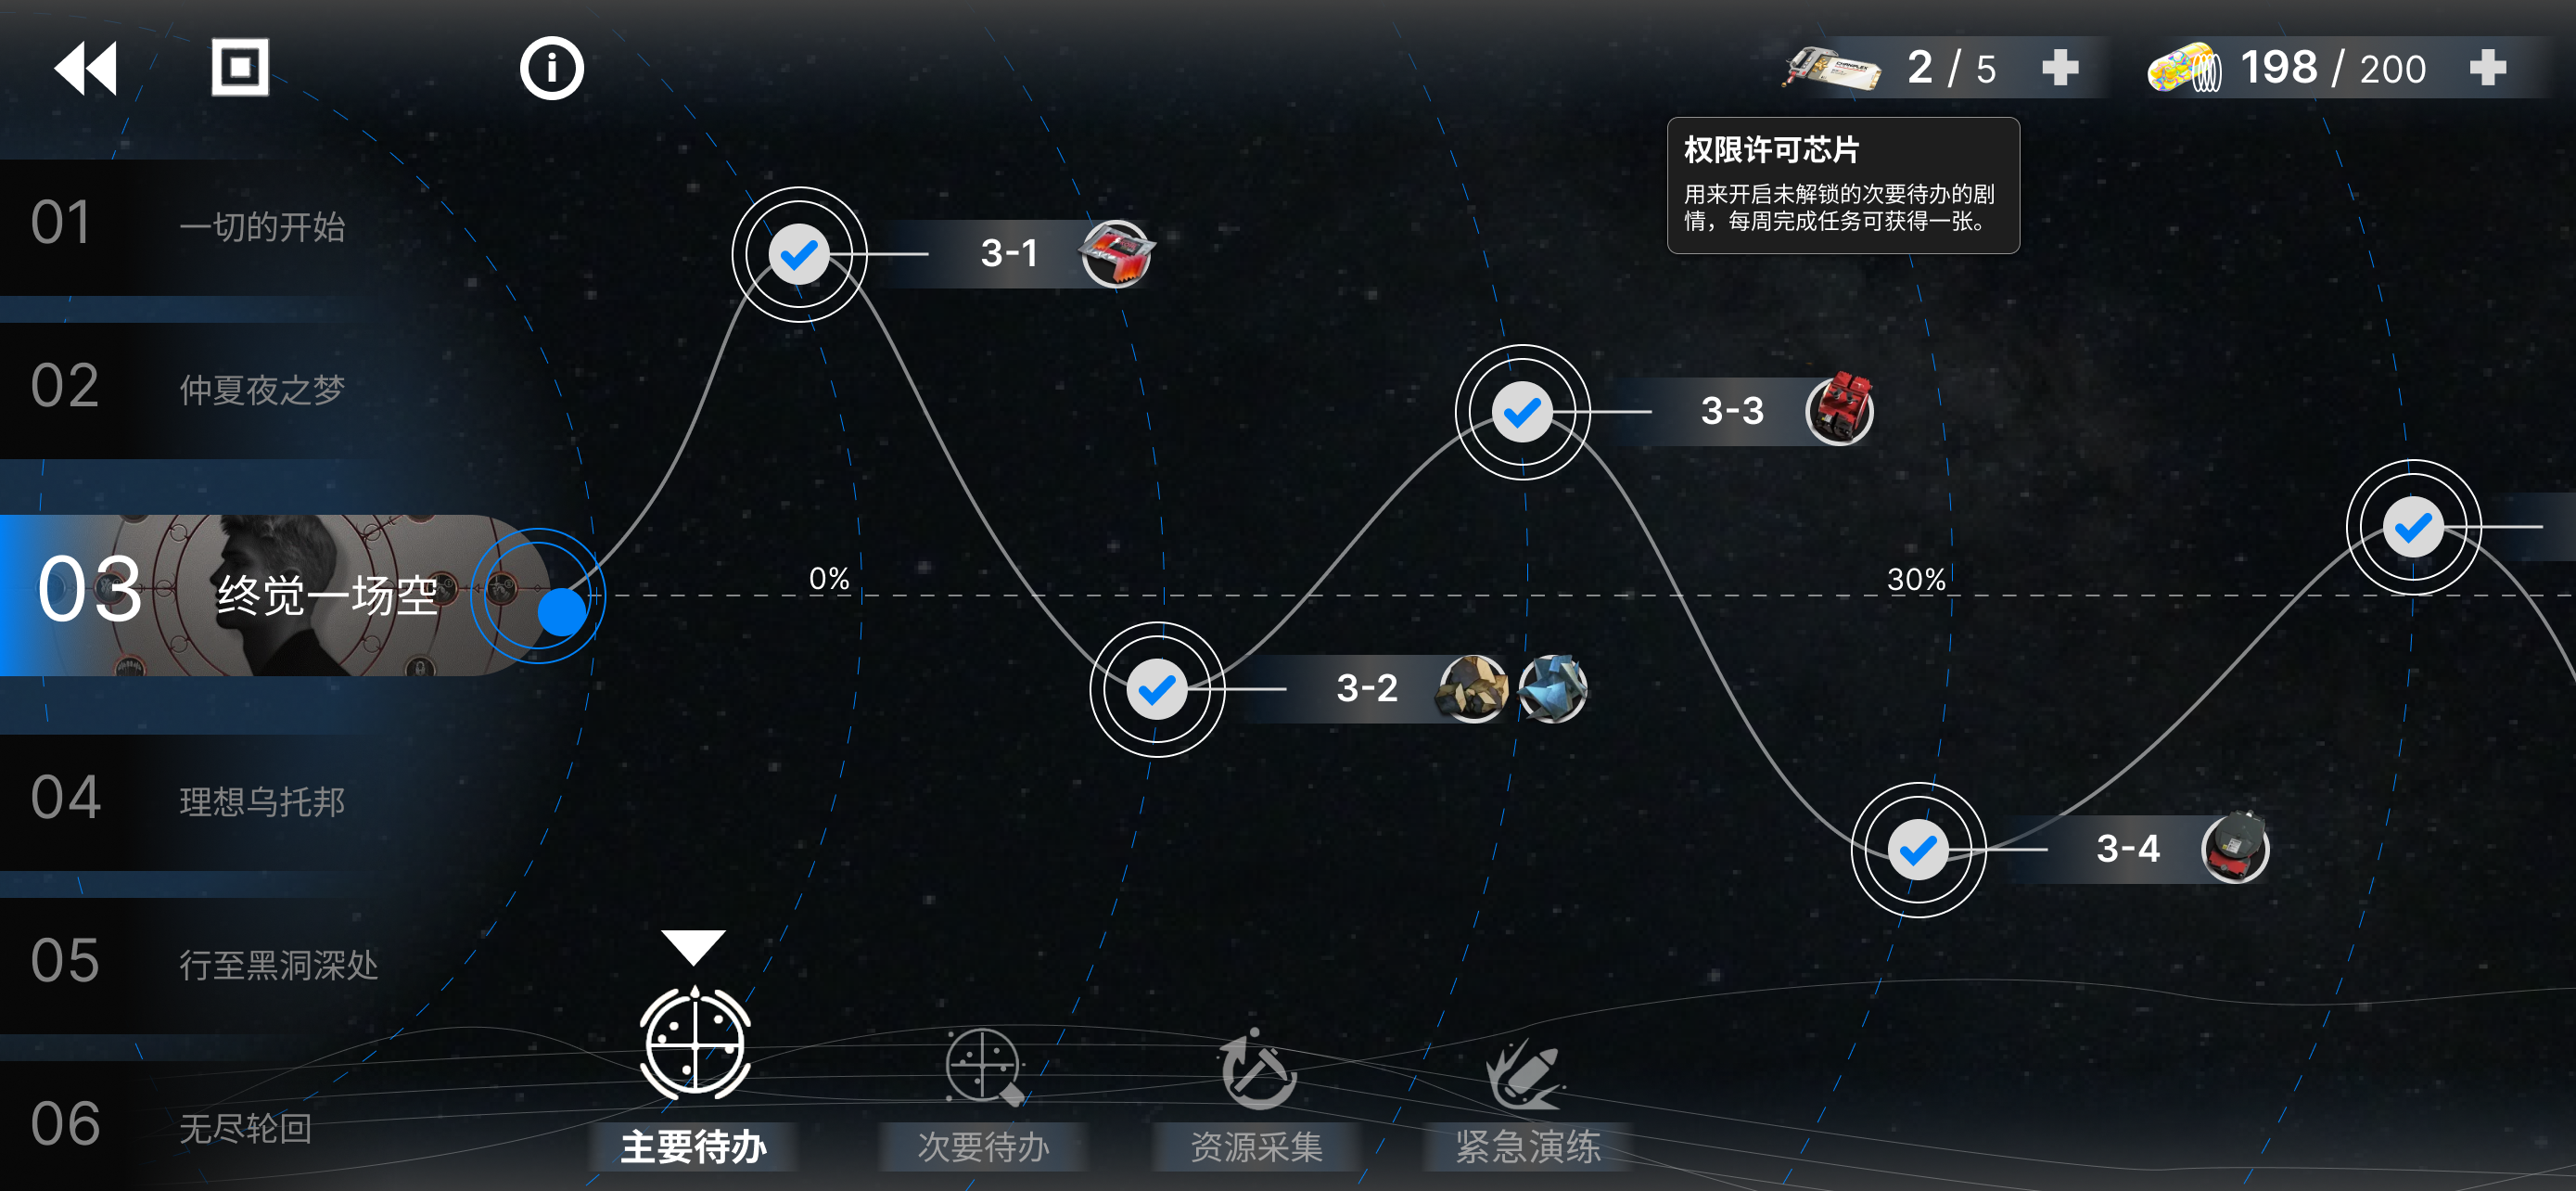 2 / 5
198 / 200
权限许可芯片
用来开启未解锁的次要待办的剧
情，每周完成任务可获得一张。
01 一切的开始
02 仲夏夜之梦
03 终觉一场空
04 理想乌托邦
05 行至黑洞深处
06 无尽轮回
3-1
3-3
0%
30%
3-2
3-4
主要待办
次要待办
资源采集
紧急演练